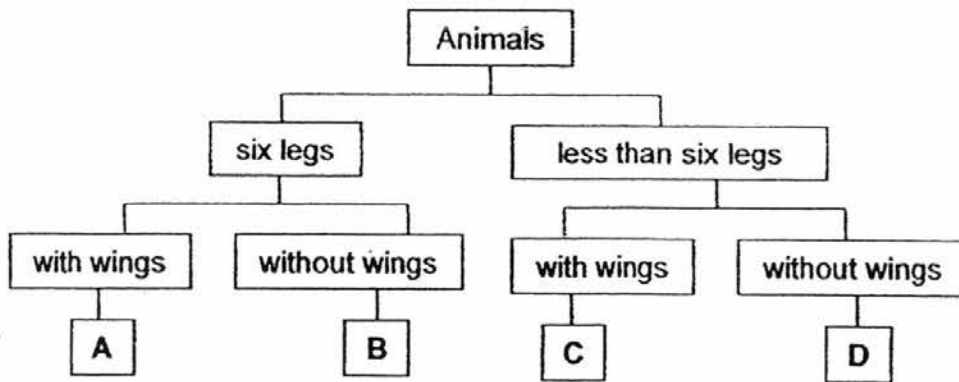 Animals
six legs
less than six legs
with wings
without wings
with wings
without wings
A
B
C
D